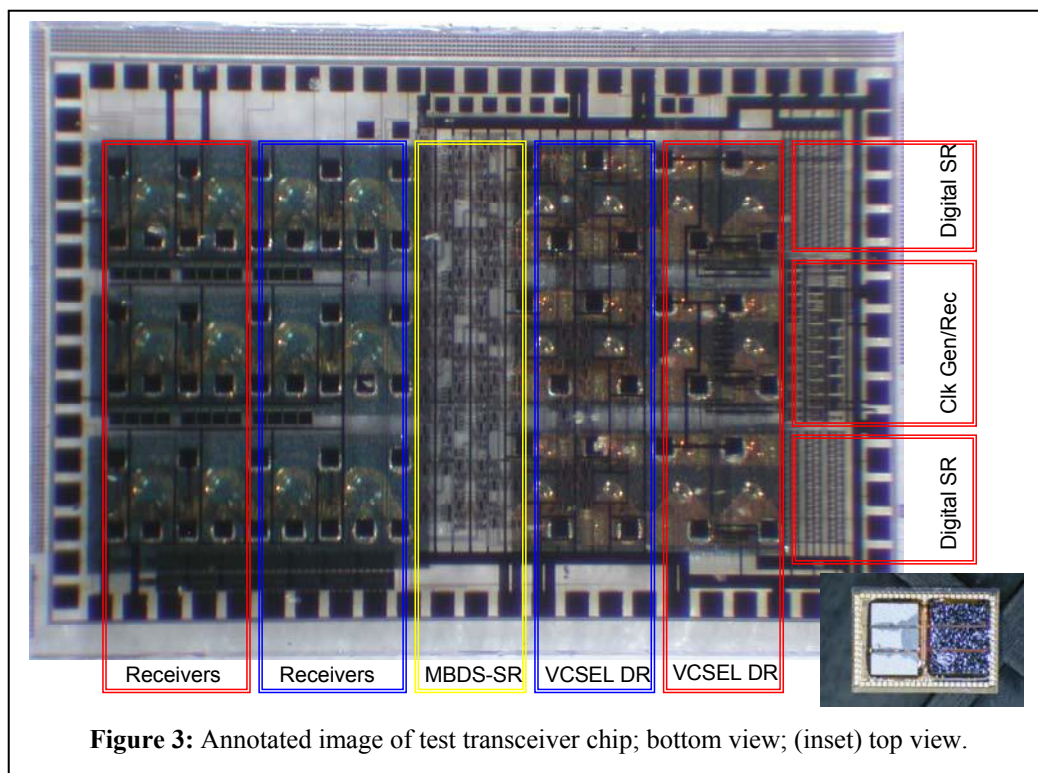 Digital SR
Clk Gen/Rec
Digital SR
Receivers Receivers MBDS-SR VCSEL DR VCSEL DR
Figure 3: Annotated image of test transceiver chip; bottom view; (inset) top view.